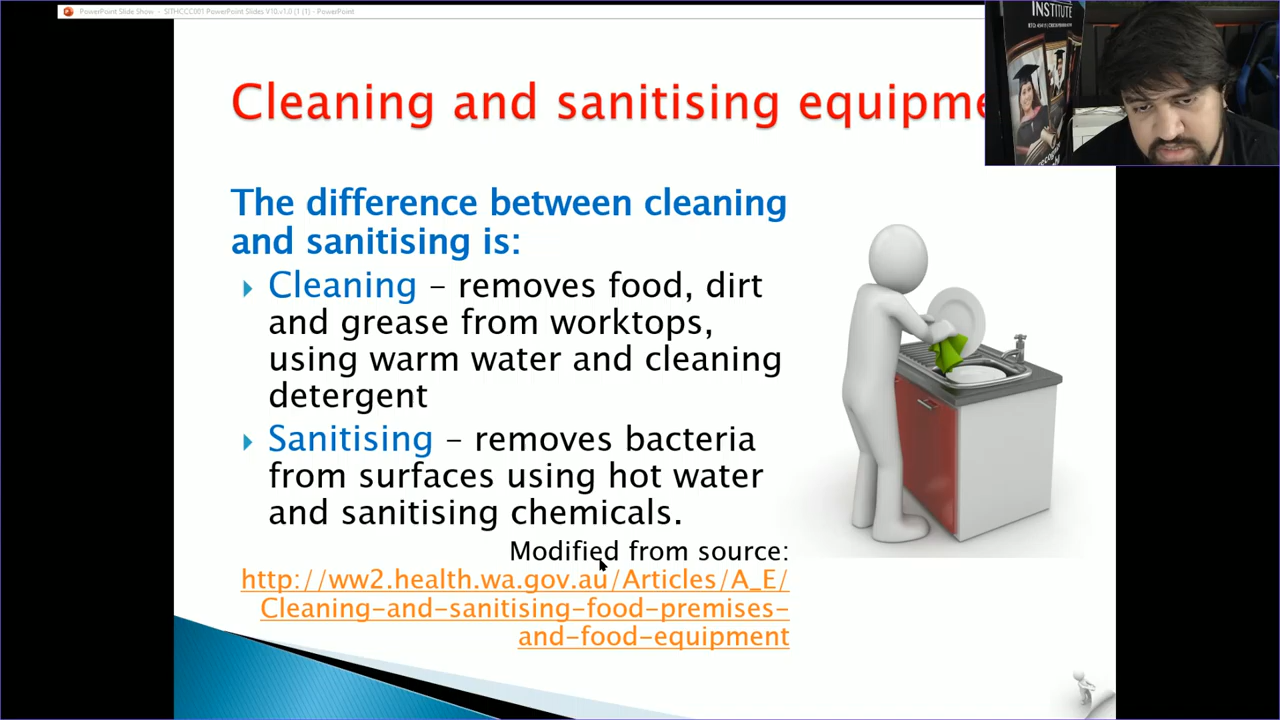 PowerPoint Slide Show - SITHCCC001 PowerPoint Slides V10.v1.0 (1) (1) - PowerPoint
INSTITUTE
Cleaning and sanitising equipme
The difference between cleaning
and sanitising is:
Cleaning – removes food, dirt
and grease from worktops,
using warm water and cleaning
detergent
Sanitising – removes bacteria
from surfaces using hot water
and sanitising chemicals.
Modified from source:
http://ww2.health.wa.gov.au/Articles/A_E/
Cleaning-and-sanitising-food-premises-
and-food-equipment